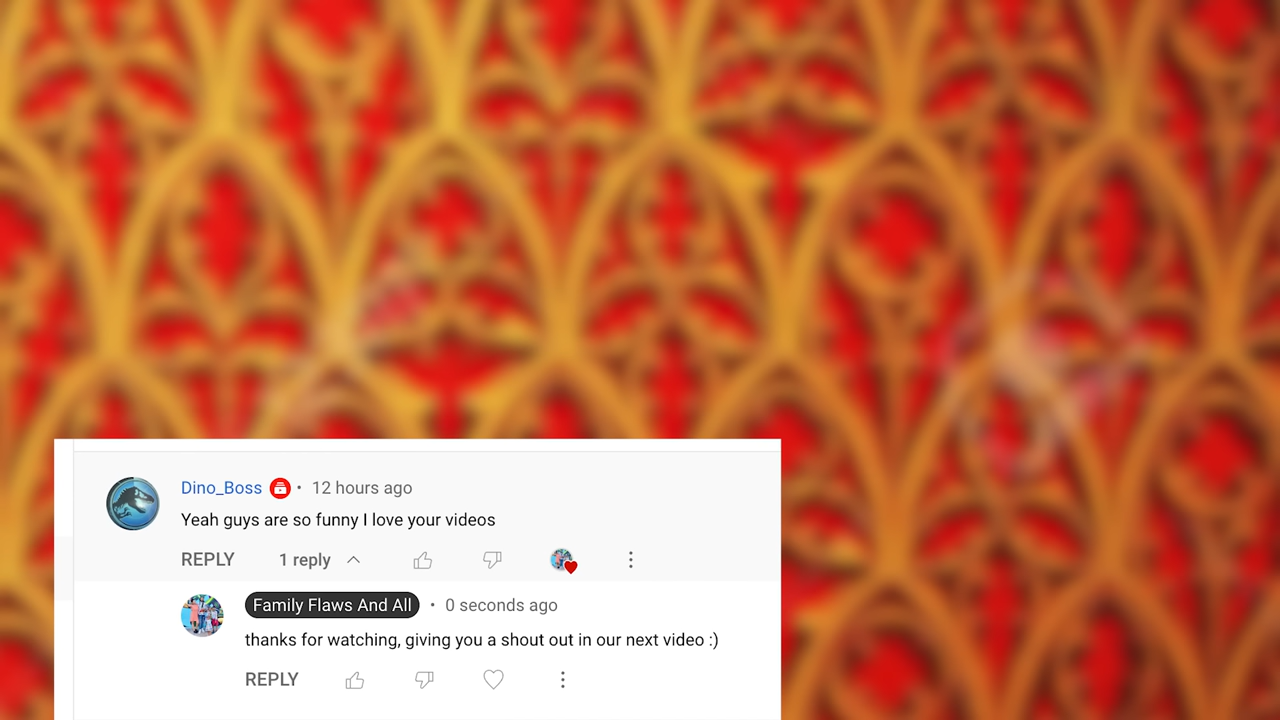 Dino_Boss • 12 hours ago
Yeah guys are so funny I love your videos
REPLY 1 reply
Family Flaws And All • 0 seconds ago
thanks for watching, giving you a shout out in our next video :)
REPLY